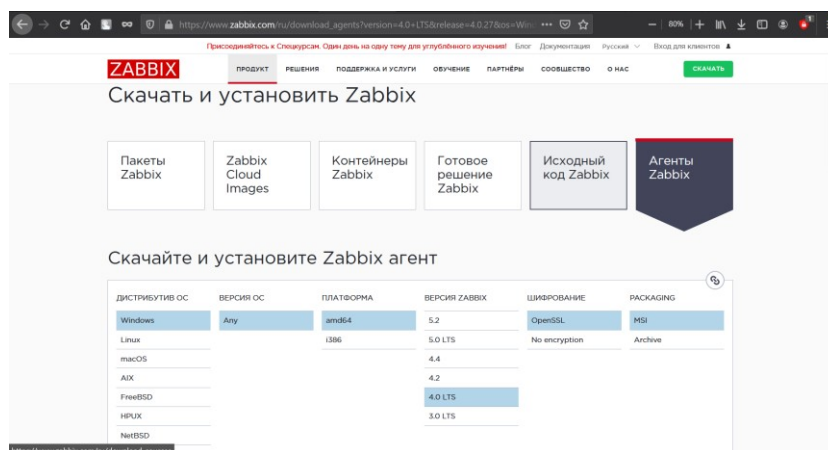 https://www.zabbix.com/ru/download_agents?version=4.0+LTS&release=4.0.27&os=Win
80%
Присоединяйтесь к Спецкурсам. Один день на одну тему для углублённого изучения! Блог Документация Русский Вход для клиентов
ZABBIX ПРОДУКТ РЕШЕНИЯ ПОДДЕРЖКА И УСЛУГИ ОБУЧЕНИЕ ПАРТНЁРЫ СООБЩЕСТВО О НАС СКАЧАТЬ
Скачать и установить Zabbix
Пакеты Zabbix
Zabbix Cloud Images
Контейнеры Zabbix
Готовое решение Zabbix
Исходный код Zabbix
Агенты Zabbix
Скачайте и установите Zabbix агент
ДИСТРИБУТИВ ОС ВЕРСИЯ ОС ПЛАТФОРМА ВЕРСИЯ ZABBIX ШИФРОВАНИЕ PACKAGING
Windows Any amd64 5.2 OpenSSL MSI
Linux i386 5.0 LTS No encryption Archive
macOS 4.4
AIX 4.2
FreeBSD 4.0 LTS
HPUX 3.0 LTS
NetBSD